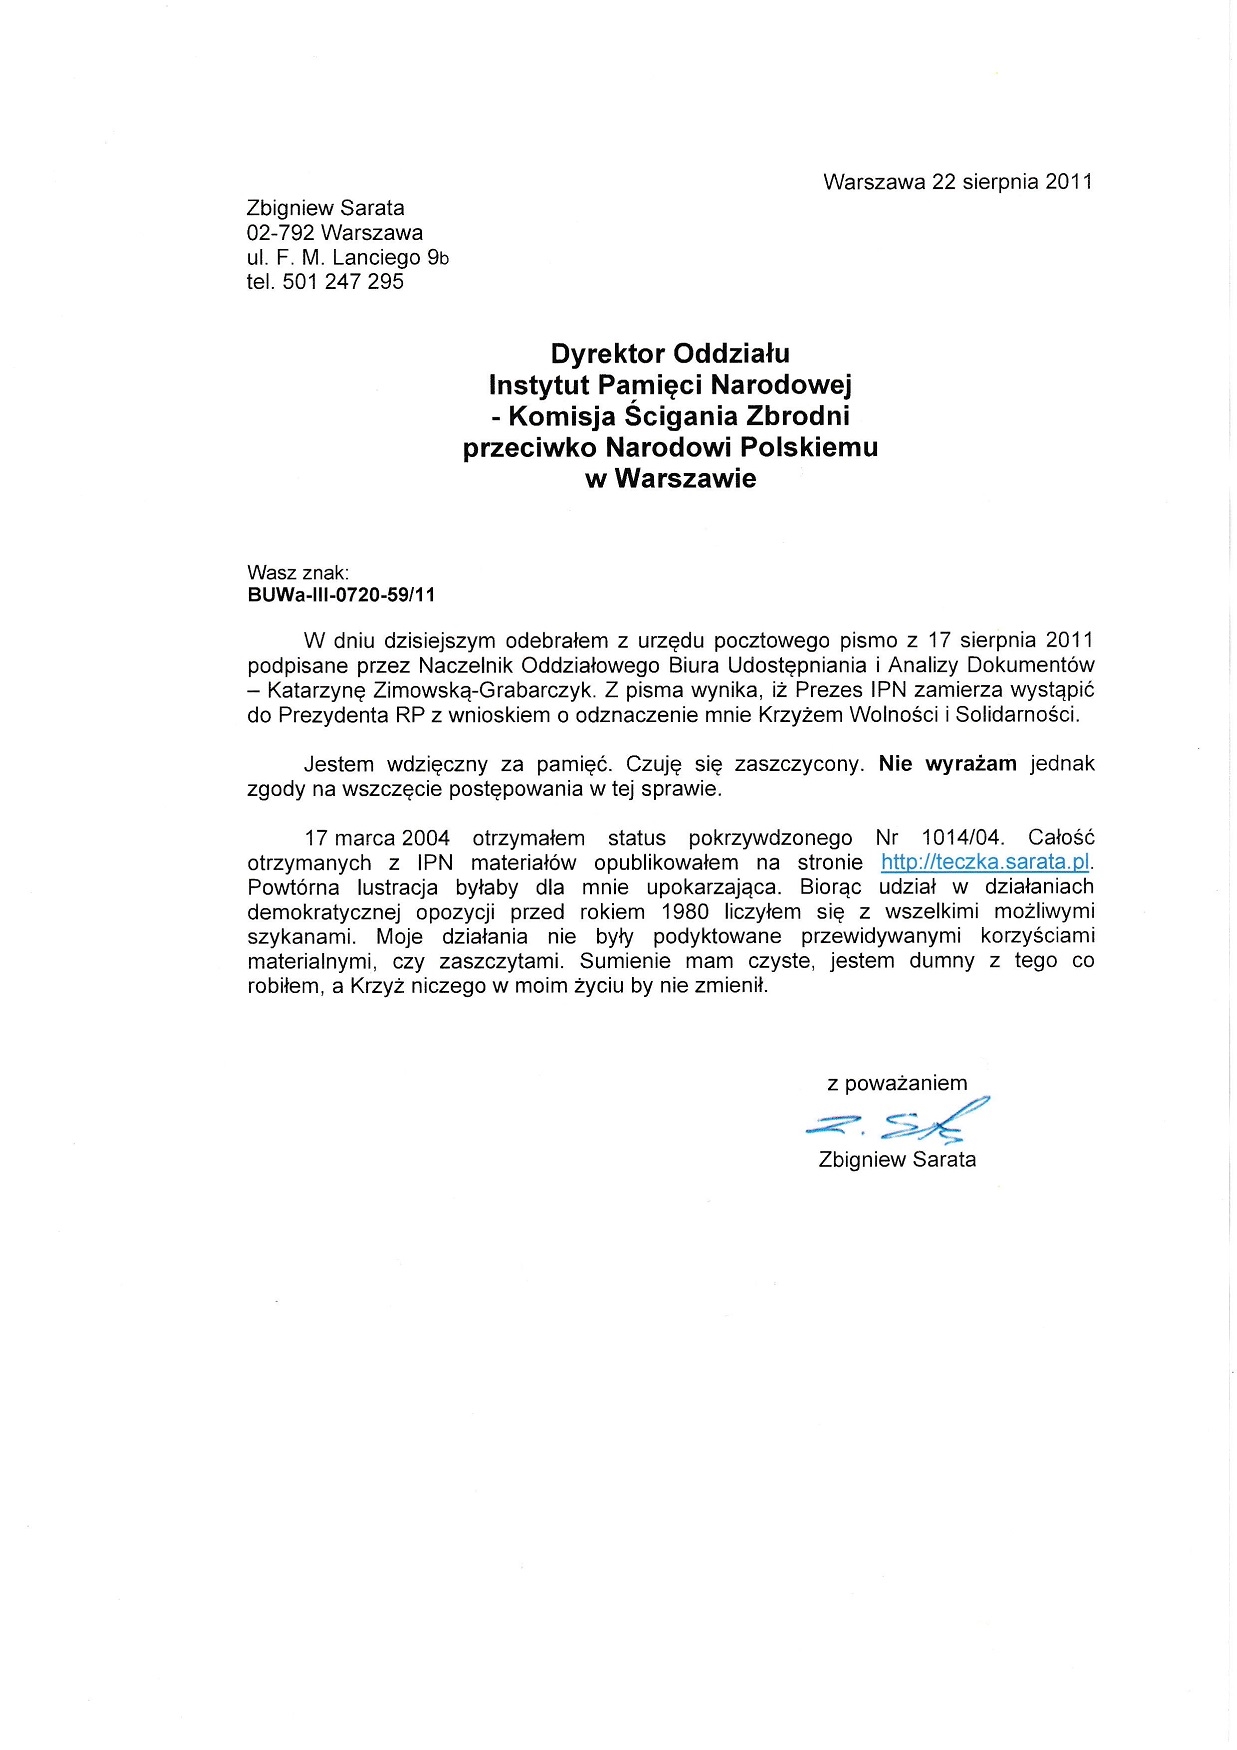 Warszawa 22 sierpnia 2011
Zbigniew Sarata
02-792 Warszawa
ul. F. M. Lanciego 9b
tel. 501 247 295
Dyrektor Oddziału
Instytut Pamięci Narodowej
- Komisja Ścigania Zbrodni
przeciwko Narodowi Polskiemu
w Warszawie
Wasz znak:
BUWa-III-0720-59/11
W dniu dzisiejszym odebrałem z urzędu pocztowego pismo z 17 sierpnia 2011
podpisane przez Naczelnik Oddziałowego Biura Udostępniania i Analizy Dokumentów
– Katarzynę Zimowską-Grabarczyk. Z pisma wynika, iż Prezes IPN zamierza wystąpić
do Prezydenta RP z wnioskiem o odznaczenie mnie Krzyżem Wolności i Solidarności.
Jestem wdzięczny za pamięć. Czuję się zaszczycony. Nie wyrażam jednak
zgody na wszczęcie postępowania w tej sprawie.
17 marca 2004 otrzymałem status pokrzywdzonego Nr 1014/04. Całość
otrzymanych z IPN materiałów opublikowałem na stronie http://teczka.sarata.pl.
Powtórna lustracja byłaby dla mnie upokarzająca. Biorąc udział w działaniach
demokratycznej opozycji przed rokiem 1980 liczyłem się z wszelkimi możliwymi
szykanami. Moje działania nie były podyktowane przewidywanymi korzyściami
materialnymi, czy zaszczytami. Sumienie mam czyste, jestem dumny z tego co
robiłem, a Krzyż niczego w moim życiu by nie zmienił.
z poważaniem
Zbigniew Sarata